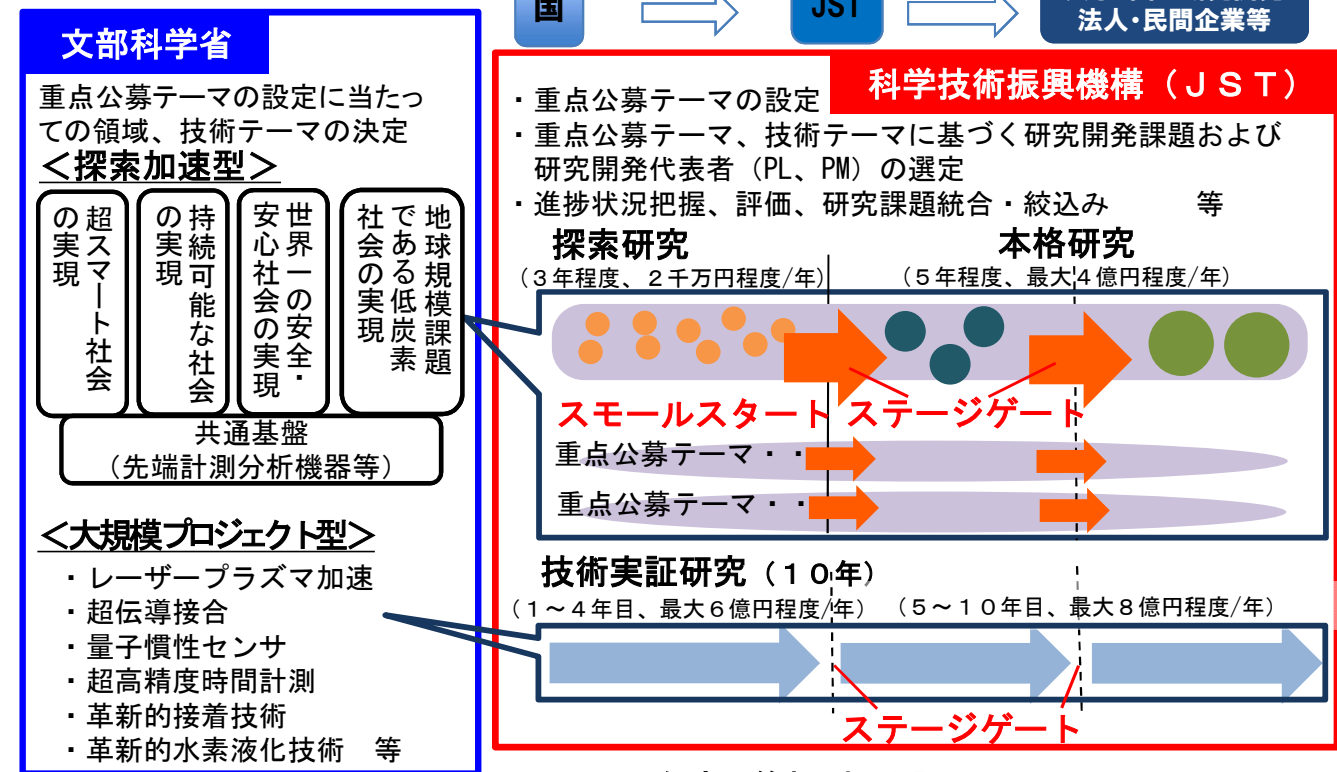 国
JST
法人・民間企業等
文部科学省
重点公募テーマの設定に当たっ
ての領域、技術テーマの決定
＜探索加速型＞
超スマート社会
の実現
持続可能な社会
の実現
世界一の安全・
安心社会の実現
地球規模課題
である低炭素
社会の実現
共通基盤
（先端計測分析機器等）
＜大規模プロジェクト型＞
・レーザープラズマ加速
・超伝導接合
・量子慣性センサ
・超高精度時間計測
・革新的接着技術
・革新的水素液化技術　等
科学技術振興機構（ＪＳＴ）
・重点公募テーマの設定
・重点公募テーマ、技術テーマに基づく研究開発課題および
研究開発代表者（PL、PM）の選定
・進捗状況把握、評価、研究課題統合・絞込み　　　等
探索研究
（３年程度、２千万円程度/年）
本格研究
（５年程度、最大４億円程度/年）
スモールスタート
ステージゲート
重点公募テーマ・・
重点公募テーマ・・
技術実証研究（１０年）
（１～４年目、最大６億円程度/年）
（５～１０年目、最大８億円程度/年）
ステージゲート